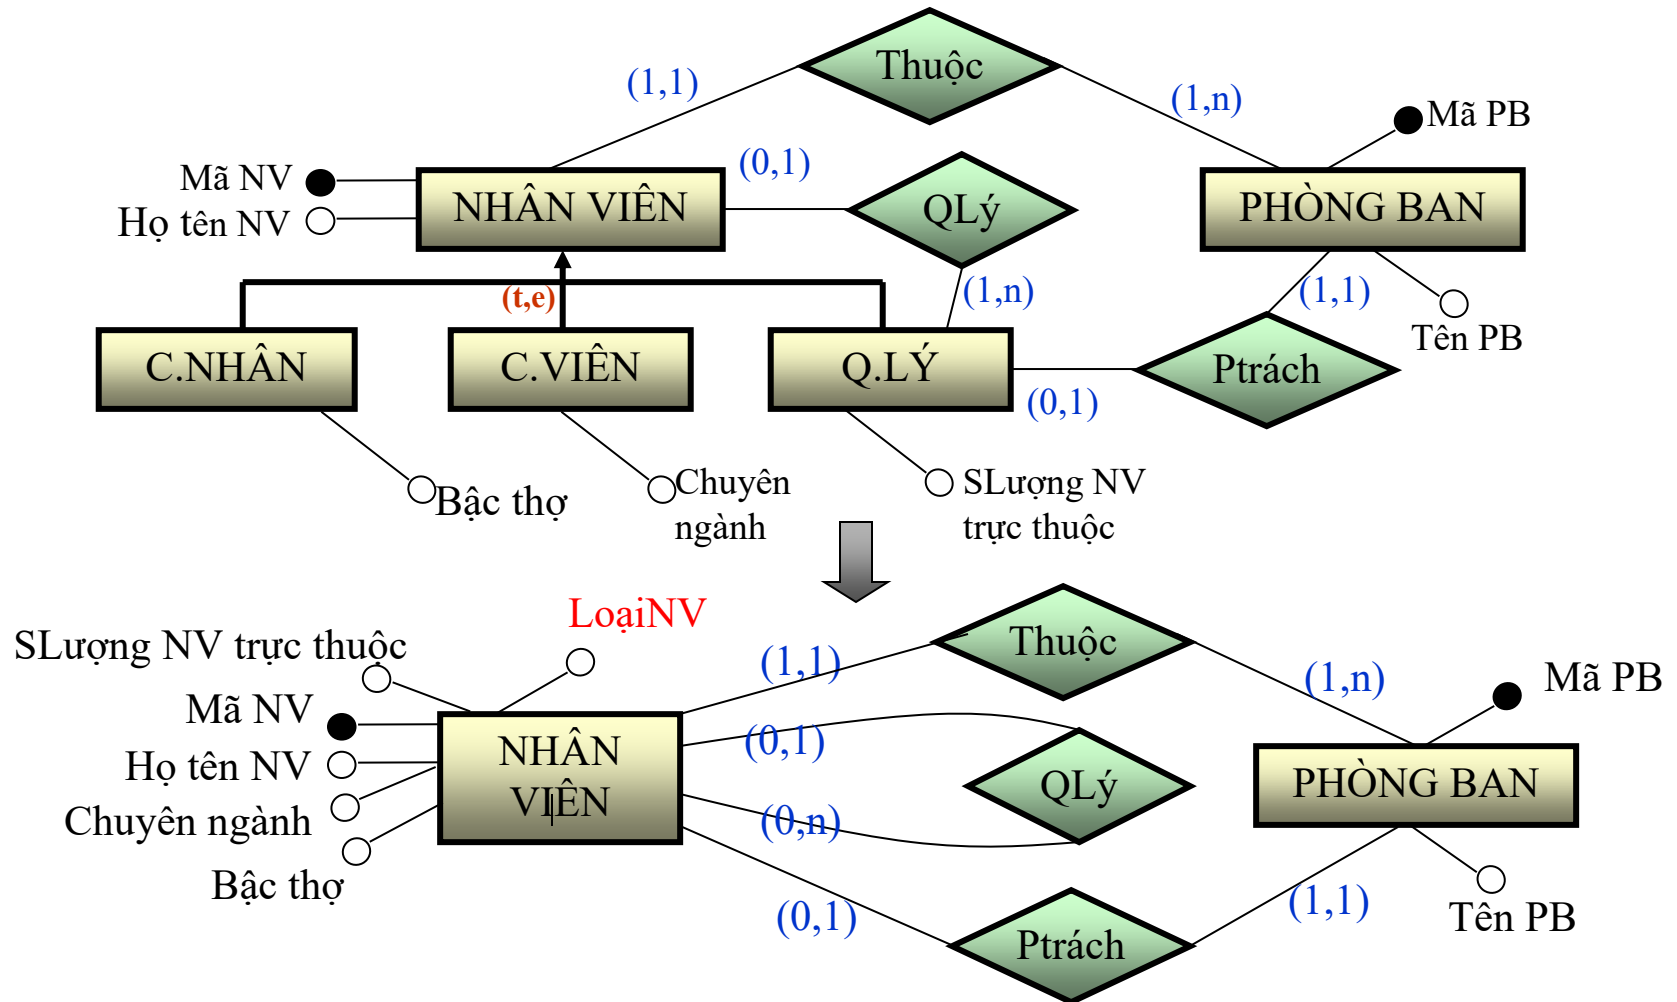 Thuộc
(1,1)
(1,n)
Mã PB
Mã NV
(0,1)
NHÂN VIÊN
QLý
PHÒNG BAN
Họ tên NV
(t,e)
(1,n)
(1,1)
Tên PB
C.NHÂN
C.VIÊN
Q.LÝ
Ptrách
(0,1)
Bậc thợ
Chuyên
ngành
SLượng NV
trực thuộc
LoạiNV
SLượng NV trực thuộc
Thuộc
(1,1)
(1,n)
Mã PB
Mã NV
NHÂN
VIÊN
(0,1)
Họ tên NV
QLý
PHÒNG BAN
Chuyên ngành
(0,n)
Bậc thợ
(0,1)
(1,1)
Tên PB
Ptrách